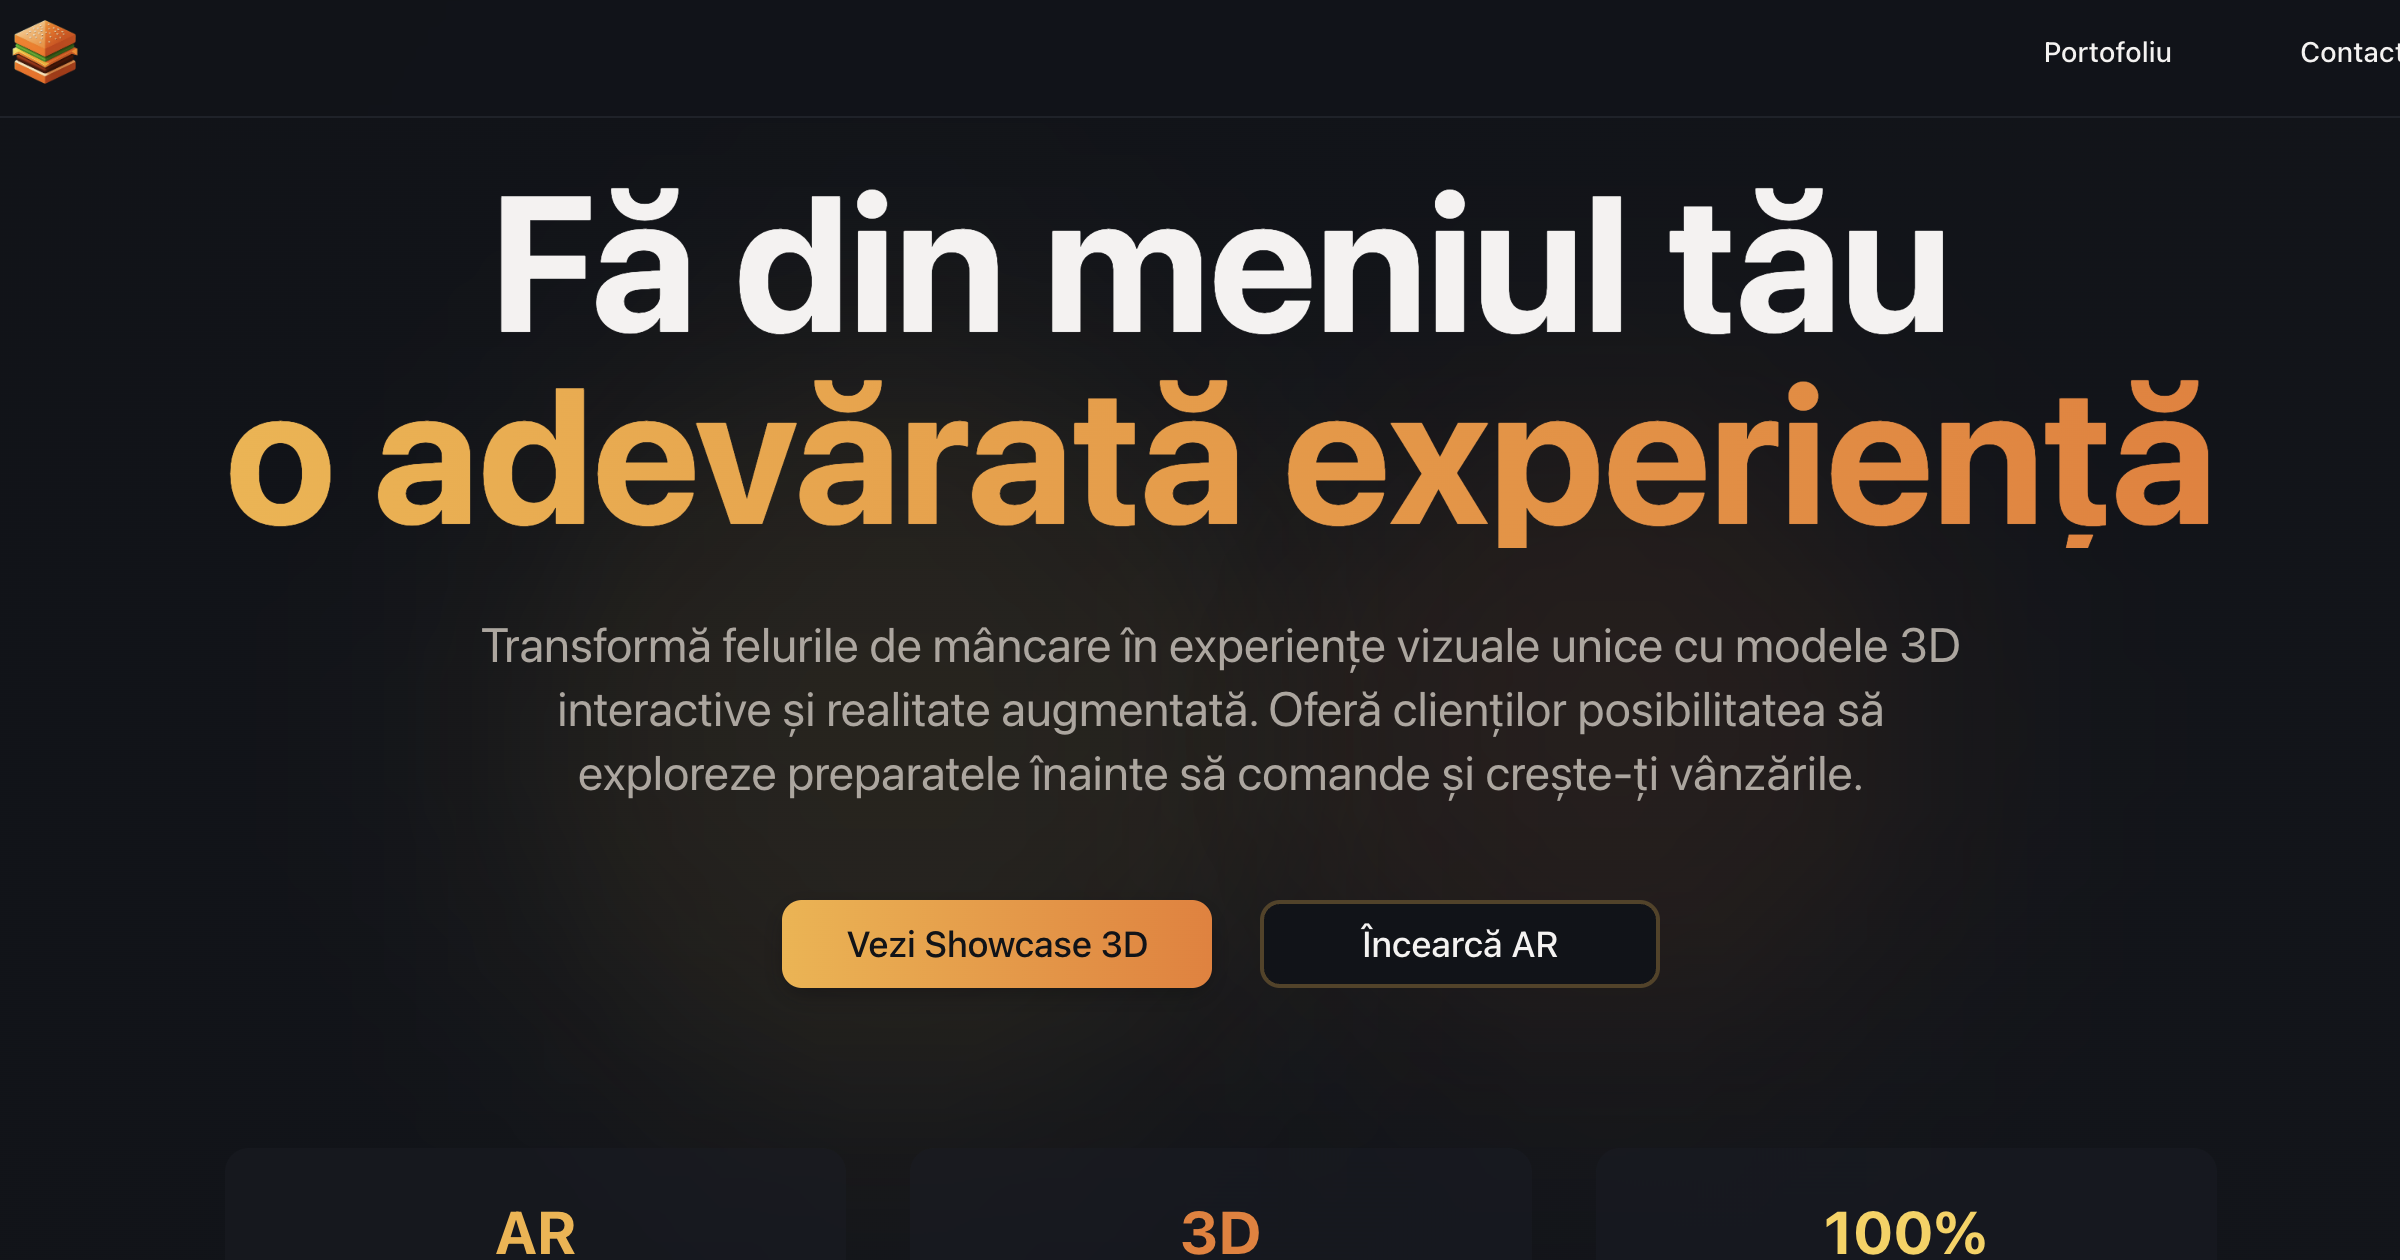 Portofoliu Contact
Fă din meniul tău
o adevărată experiență
Transformă felurile de mâncare în experiențe vizuale unice cu modele 3D
interactive și realitate augmentată. Oferă clienților posibilitatea să
exploreze preparatele înainte să comande și crește-ți vânzările.
Vezi Showcase 3D Încearcă AR
AR 3D 100%